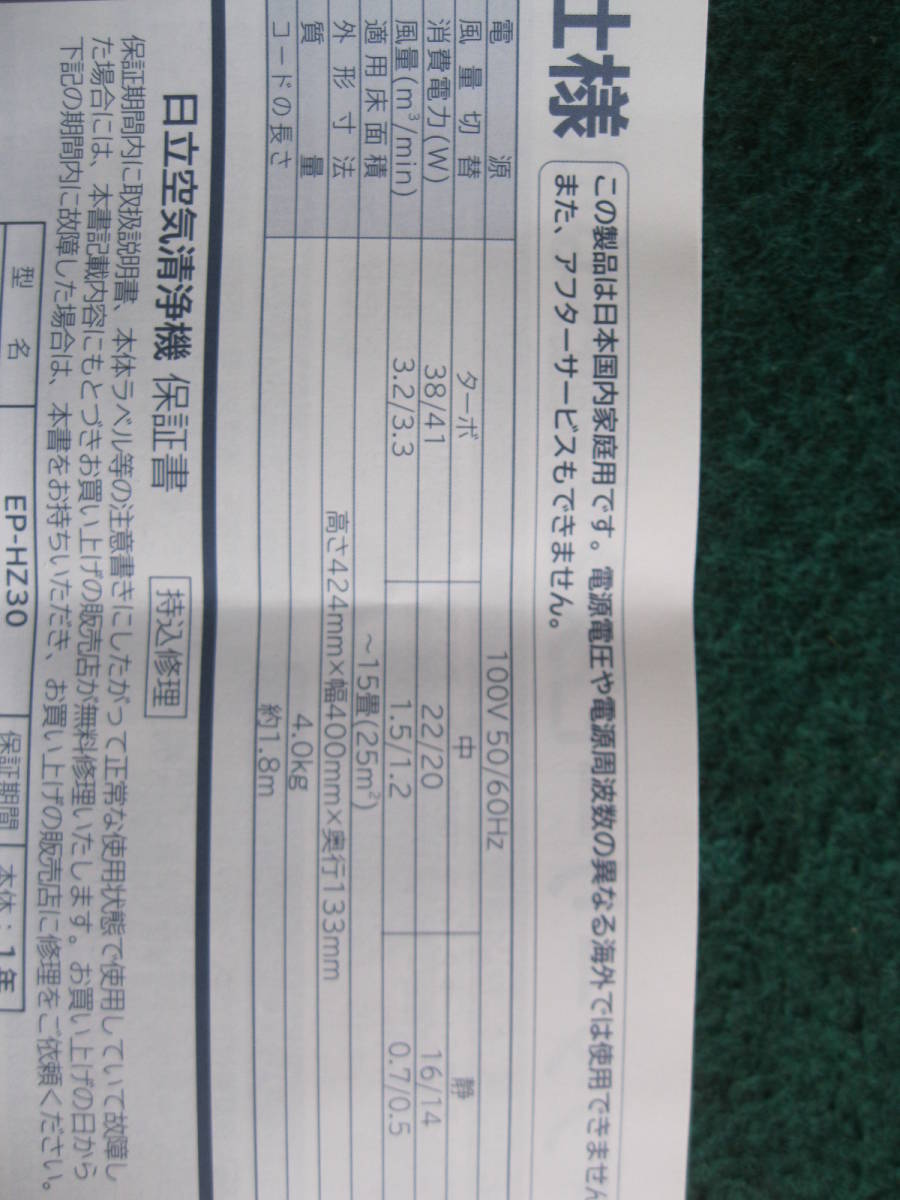 仕様
この製品は日本国内家庭用です。電源電圧や電源周波数の異なる海外では使用できません
また、アフターサービスもできません。
電源 100V 50/60Hz
風量切替 ターボ 中 静
消費電力(W) 38/41 22/20 16/14
風量(m³/min) 3.2/3.3 1.5/1.2 0.7/0.5
適用床面積 ～15畳(25m²)
外形寸法 高さ424mm×幅400mm×奥行133mm
質量 4.0kg
コードの長さ 約1.8m
日立空気清浄機 保証書 持込修理
保証期間内に取扱説明書、本体ラベル等の注意書きにしたがって正常な使用状態で使用していて故障し
た場合には、本書記載内容にもとづきお買い上げの販売店が無料修理いたします。お買い上げの日から
下記の期間内に故障した場合は、本書をお持ちいただき、お買い上げの販売店に修理をご依頼ください。
型名 EP-HZ30 保証期間 本体：1年